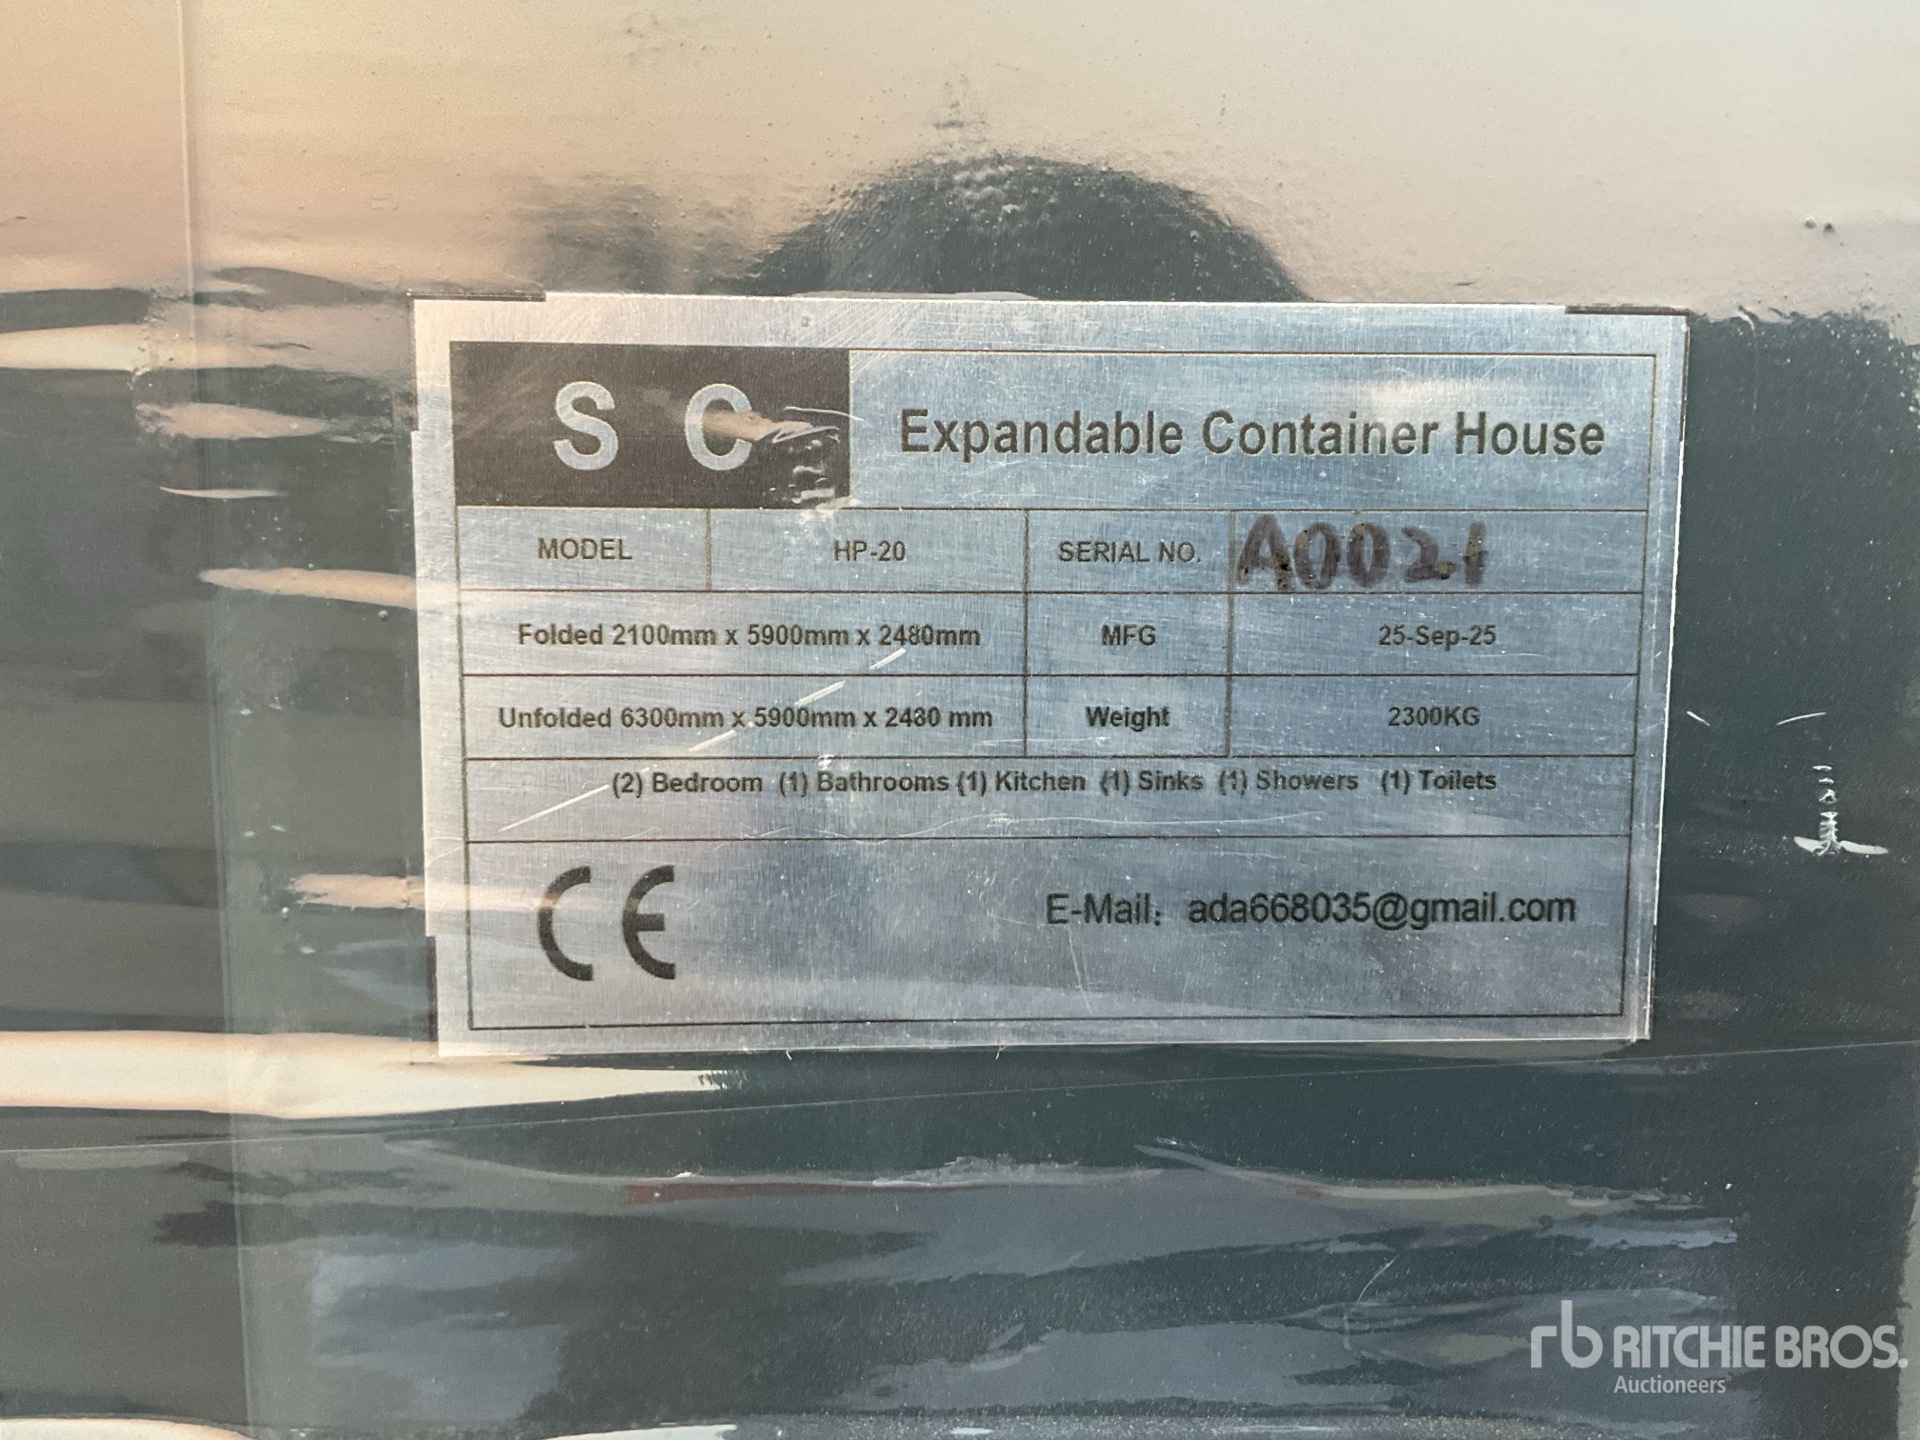 S C Expandable Container House
MODEL HP-20 SERIAL NO. A0021
Folded 2100mm x 5900mm x 2480mm MFG 25-Sep-25
Unfolded 6300mm x 5900mm x 2480 mm Weight 2300KG
(2) Bedroom (1) Bathrooms (1) Kitchen (1) Sinks (1) Showers (1) Toilets
CE E-Mail: ada668035@gmail.com
rb RITCHIE BROS.
Auctioneers